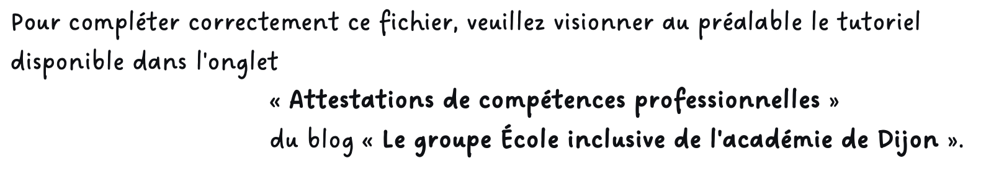 Pour compléter correctement ce fichier, veuillez visionner au préalable le tutoriel
disponible dans l'onglet
« Attestations de compétences professionnelles »
du blog « Le groupe École inclusive de l'académie de Dijon ».